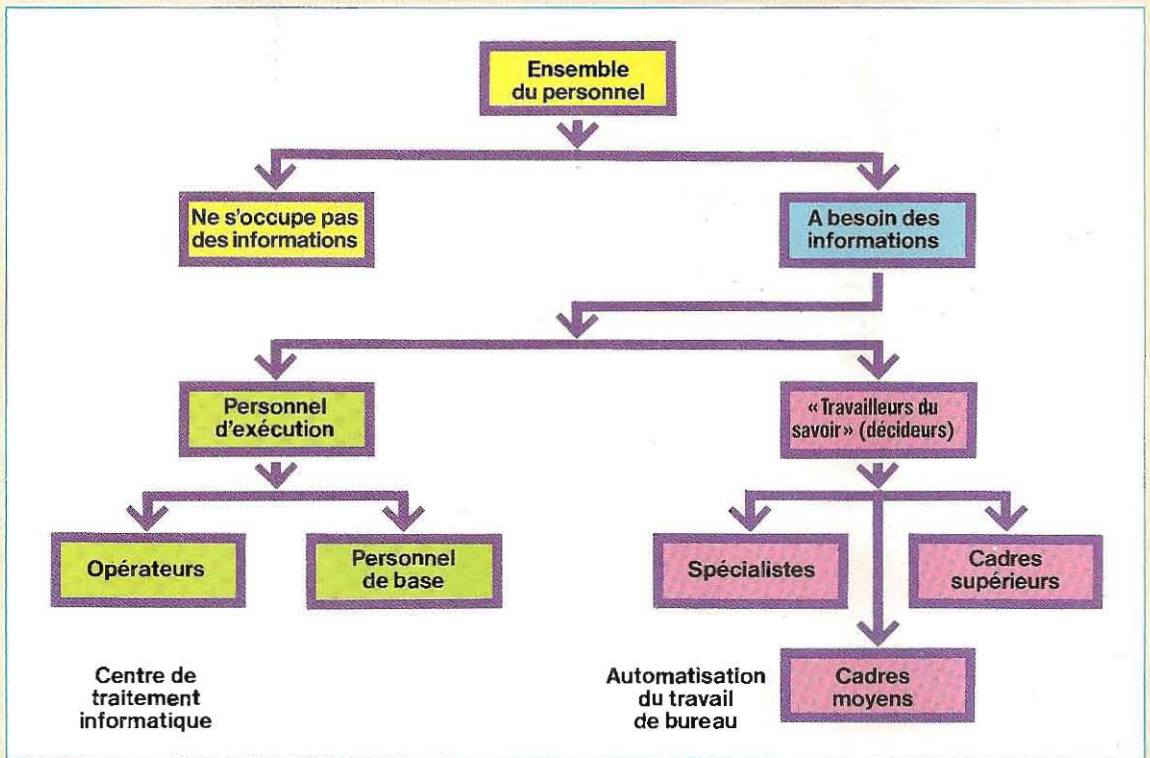 Ensemble
du personnel
Ne s'occupe pas
des informations
A besoin des
informations
Personnel
d'exécution
«Travailleurs du
savoir» (décideurs)
Opérateurs
Personnel
de base
Spécialistes
Cadres
supérieurs
Centre de
traitement
informatique
Automatisation
du travail
de bureau
Cadres
moyens